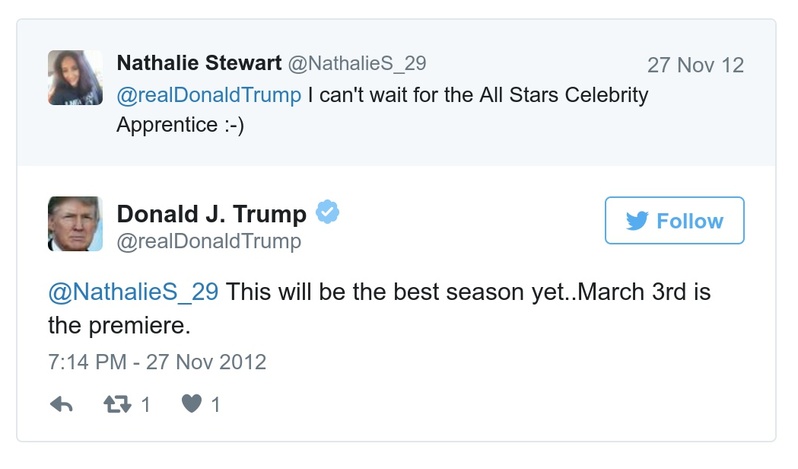 Nathalie Stewart @NathalieS_29 27 Nov 12
@realDonaldTrump I can't wait for the All Stars Celebrity
Apprentice :-)
Donald J. Trump
@realDonaldTrump
Follow
@NathalieS_29 This will be the best season yet..March 3rd is
the premiere.
7:14 PM - 27 Nov 2012
1 1